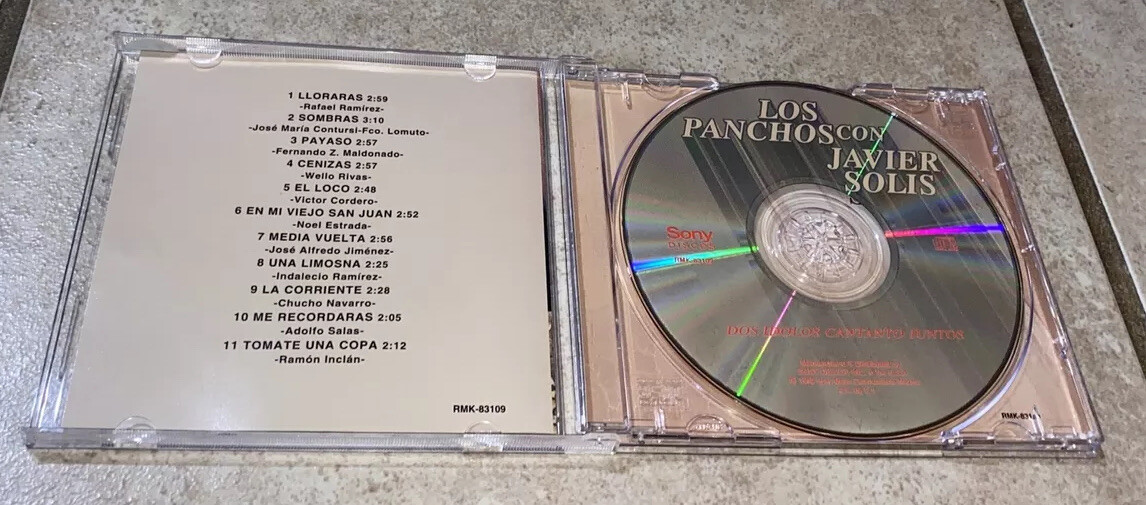 1 LLORARAS 2:59
-Rafael Ramírez-
2 SOMBRAS 3:10
-José María Contursi-Fco. Lomuto-
3 PAYASO 2:57
-Fernando Z. Maldonado-
4 CENIZAS 2:57
-Wello Rivas-
5 EL LOCO 2:48
-Victor Cordero-
6 EN MI VIEJO SAN JUAN 2:52
-Noel Estrada-
7 MEDIA VUELTA 2:56
-José Alfredo Jiménez-
8 UNA LIMOSNA 2:25
-Indalecio Ramírez-
9 LA CORRIENTE 2:28
-Chucho Navarro-
10 ME RECORDARAS 2:05
-Adolfo Salas-
11 TOMATE UNA COPA 2:12
-Ramón Inclán-
RMK-83109
LOS
PANCHOS CON
JAVIER
SOLIS
Sony
DISCOS
RMK-83109
DOS IDOLOS CANTANTO JUNTOS